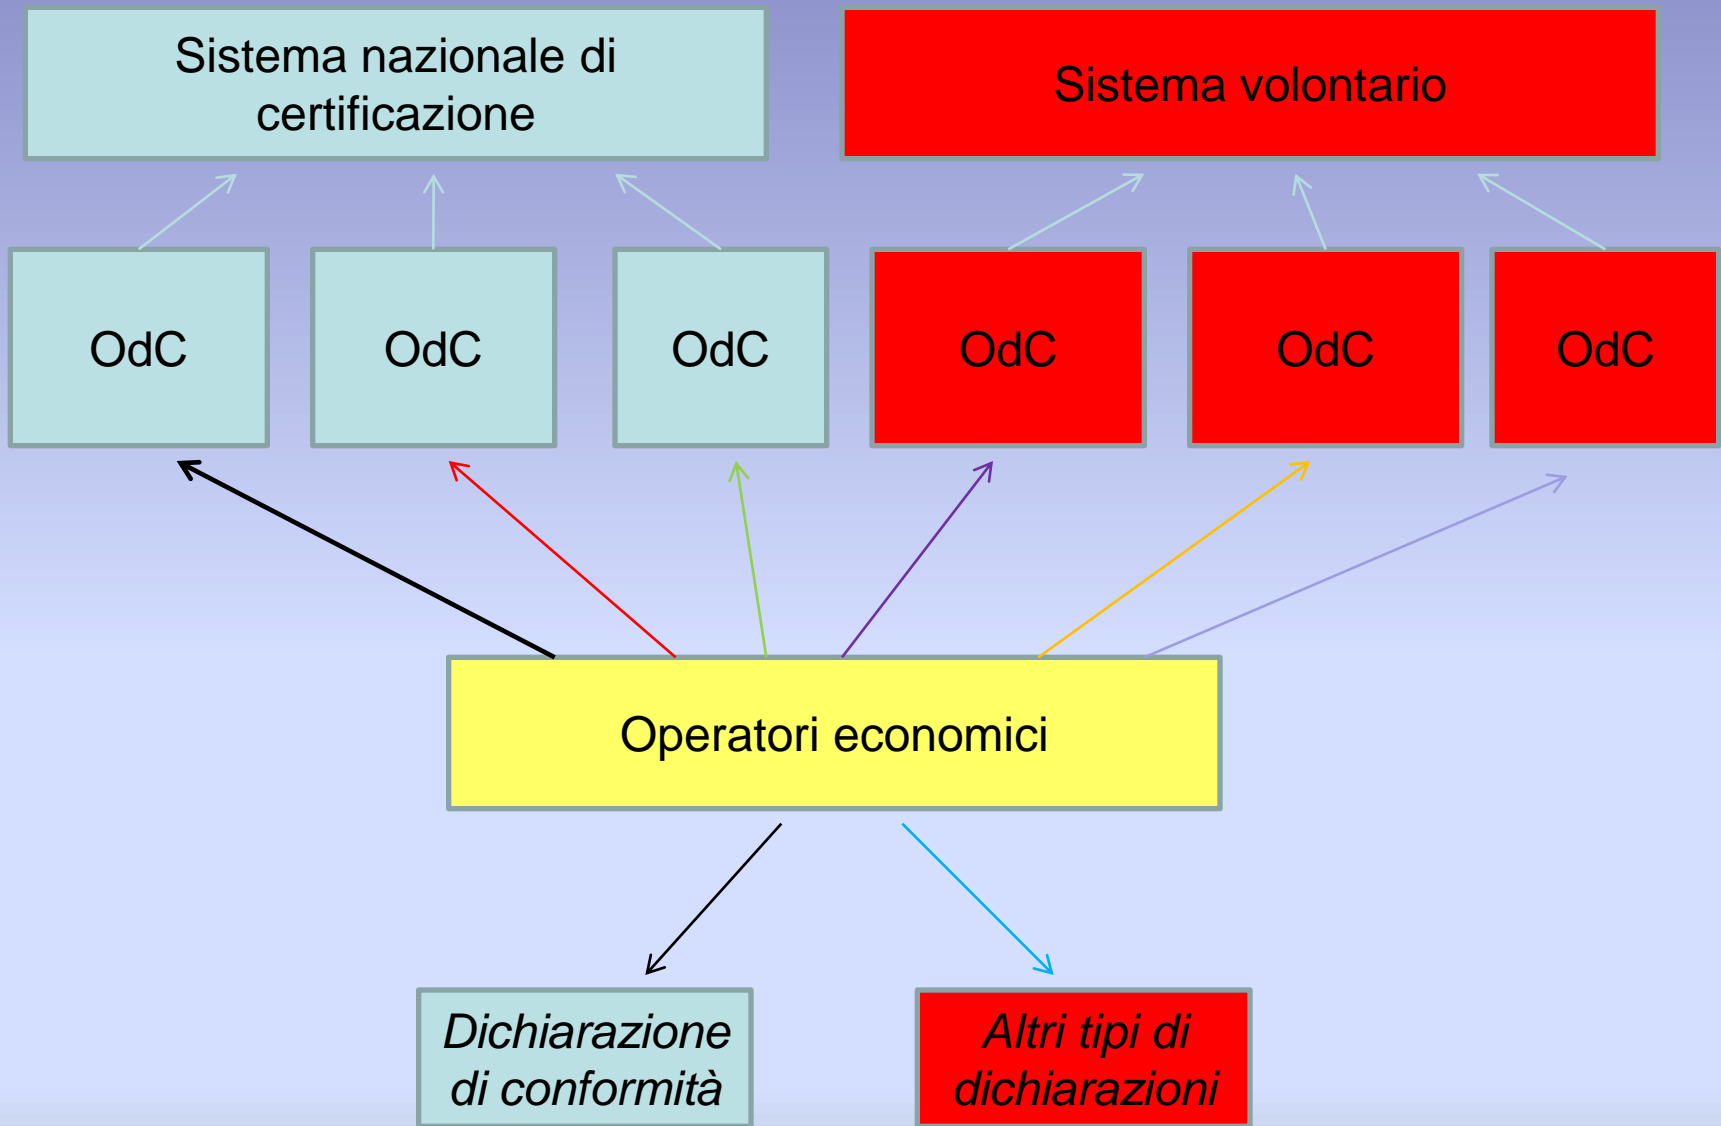 Sistema nazionale di
certificazione
Sistema volontario
OdC
OdC
OdC
OdC
OdC
OdC
Operatori economici
Dichiarazione
di conformità
Altri tipi di
dichiarazioni